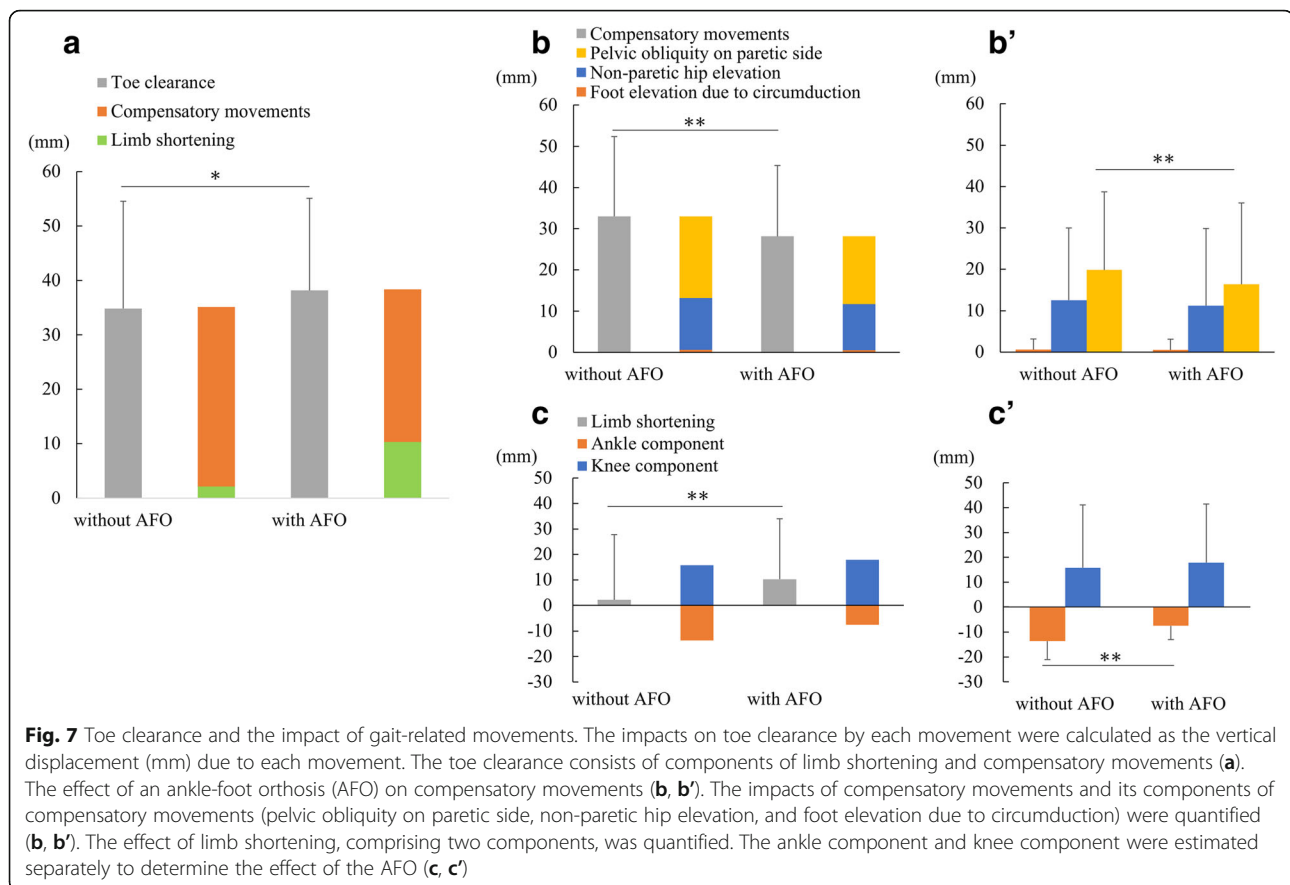 a
Toe clearance
Compensatory movements
Limb shortening
(mm)
60
50
40
30
20
10
0
*
without AFO
with AFO
b
Compensatory movements
Pelvic obliquity on paretic side
Non-paretic hip elevation
Foot elevation due to circumduction
(mm)
60
50
40
30
20
10
0
**
without AFO
with AFO
b’
(mm)
60
50
40
30
20
10
0
**
without AFO
with AFO
c
Limb shortening
Ankle component
Knee component
(mm)
50
40
30
20
10
0
-10
-20
-30
**
without AFO
with AFO
c’
(mm)
50
40
30
20
10
0
-10
-20
-30
**
without AFO
with AFO
Fig. 7 Toe clearance and the impact of gait-related movements. The impacts on toe clearance by each movement were calculated as the vertical
displacement (mm) due to each movement. The toe clearance consists of components of limb shortening and compensatory movements (a).
The effect of an ankle-foot orthosis (AFO) on compensatory movements (b, b’). The impacts of compensatory movements and its components of
compensatory movements (pelvic obliquity on paretic side, non-paretic hip elevation, and foot elevation due to circumduction) were quantified
(b, b’). The effect of limb shortening, comprising two components, was quantified. The ankle component and knee component were estimated
separately to determine the effect of the AFO (c, c’)